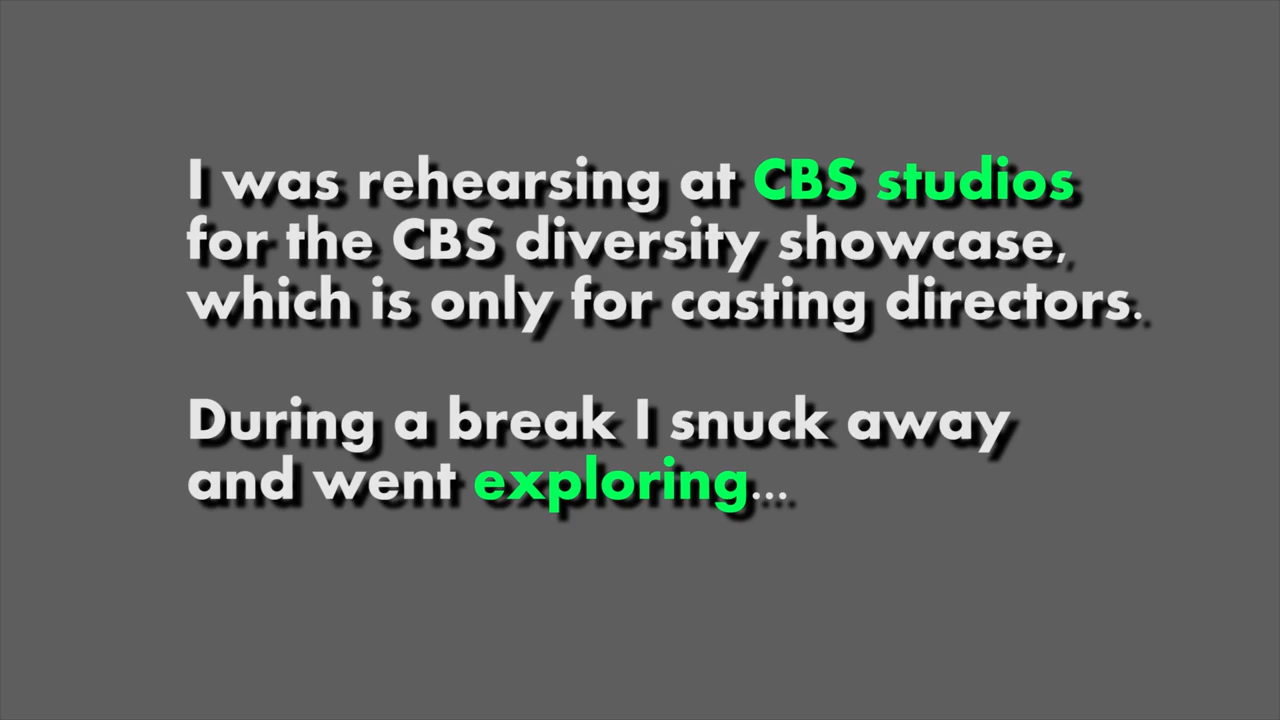 I was rehearsing at CBS studios
for the CBS diversity showcase,
which is only for casting directors.
During a break I snuck away
and went exploring...